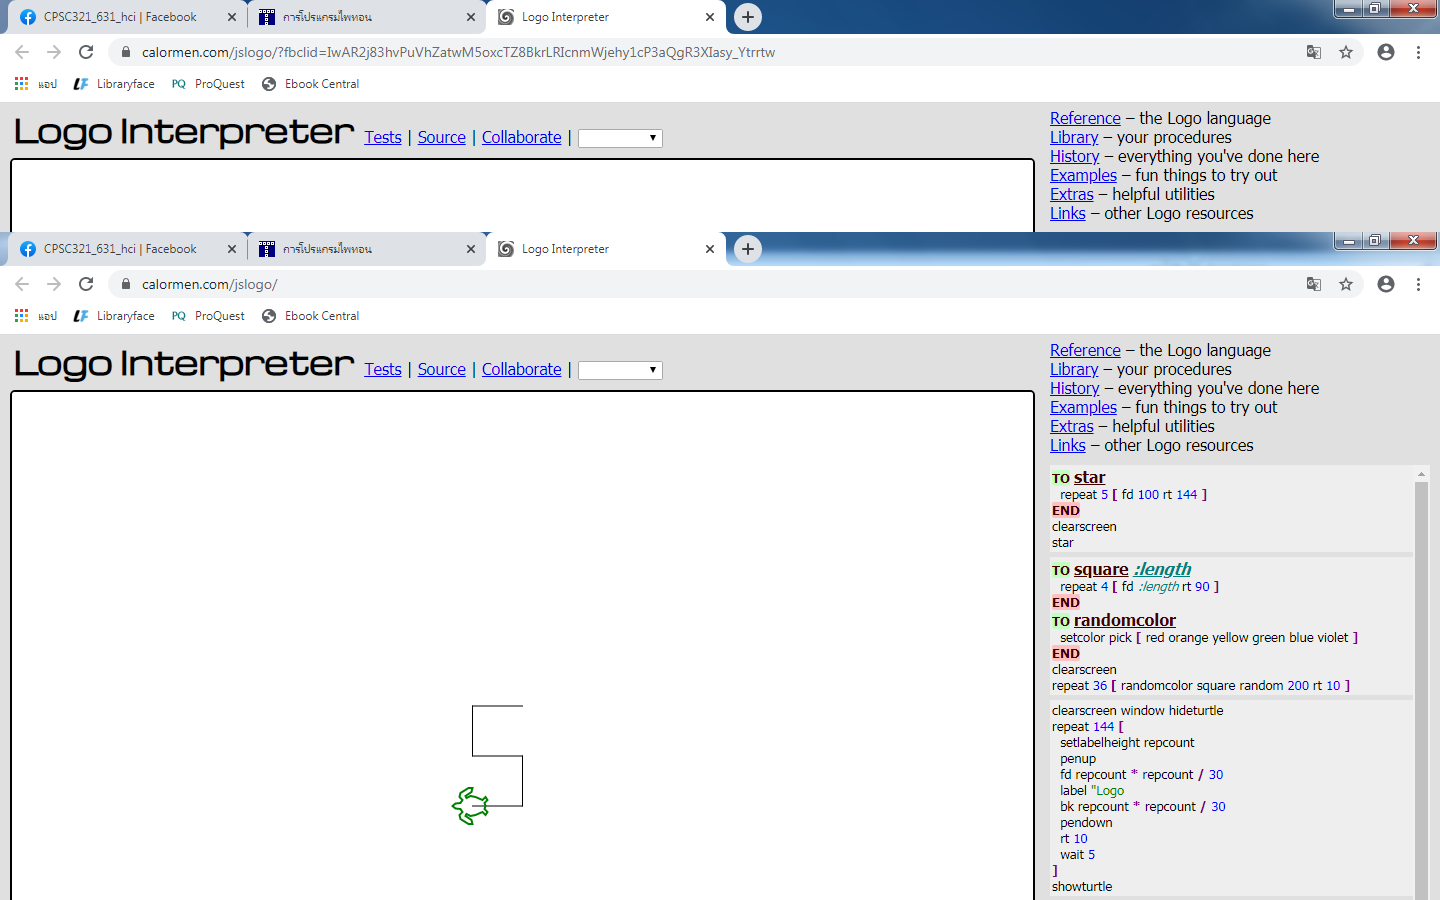 CPSC321_631_hci | Facebook
การโปรแกรมไพทอน
Logo Interpreter
calormen.com/jslogo/?fbclid=IwAR2j83hvPuVhZatwM5oxcTZ8BkrLRIcnmWjehy1cP3aQgR3XIasy_Ytrrtw
แอป Libraryface PQ ProQuest Ebook Central
Logo Interpreter Tests | Source | Collaborate |
Reference – the Logo language
Library – your procedures
History – everything you've done here
Examples – fun things to try out
Extras – helpful utilities
Links – other Logo resources
CPSC321_631_hci | Facebook
การโปรแกรมไพทอน
Logo Interpreter
calormen.com/jslogo/
แอป Libraryface PQ ProQuest Ebook Central
Logo Interpreter Tests | Source | Collaborate |
Reference – the Logo language
Library – your procedures
History – everything you've done here
Examples – fun things to try out
Extras – helpful utilities
Links – other Logo resources
TO star
repeat 5 [ fd 100 rt 144 ]
END
clearscreen
star
TO square :length
repeat 4 [ fd :length rt 90 ]
END
TO randomcolor
setcolor pick [ red orange yellow green blue violet ]
END
clearscreen
repeat 36 [ randomcolor square random 200 rt 10 ]
clearscreen window hideturtle
repeat 144 [
setlabelheight repcount
penup
fd repcount * repcount / 30
label "Logo
bk repcount * repcount / 30
pendown
rt 10
wait 5
]
showturtle